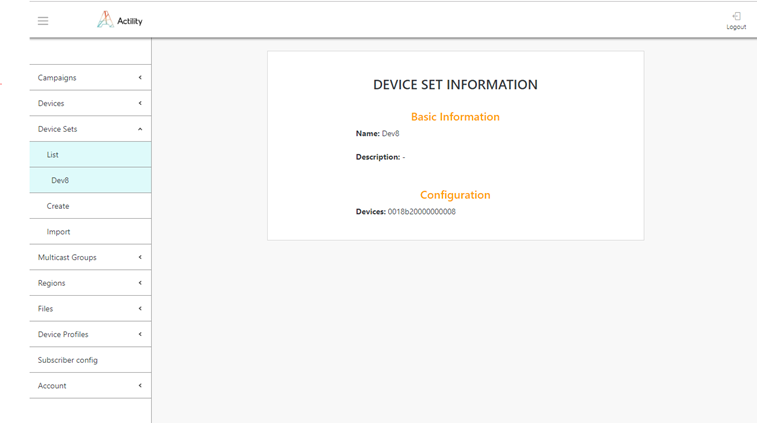 Actility
Logout
Campaigns
Devices
Device Sets
List
Dev8
Create
Import
Multicast Groups
Regions
Files
Device Profiles
Subscriber config
Account
DEVICE SET INFORMATION
Basic Information
Name: Dev8
Description: -
Configuration
Devices: 0018b20000000008